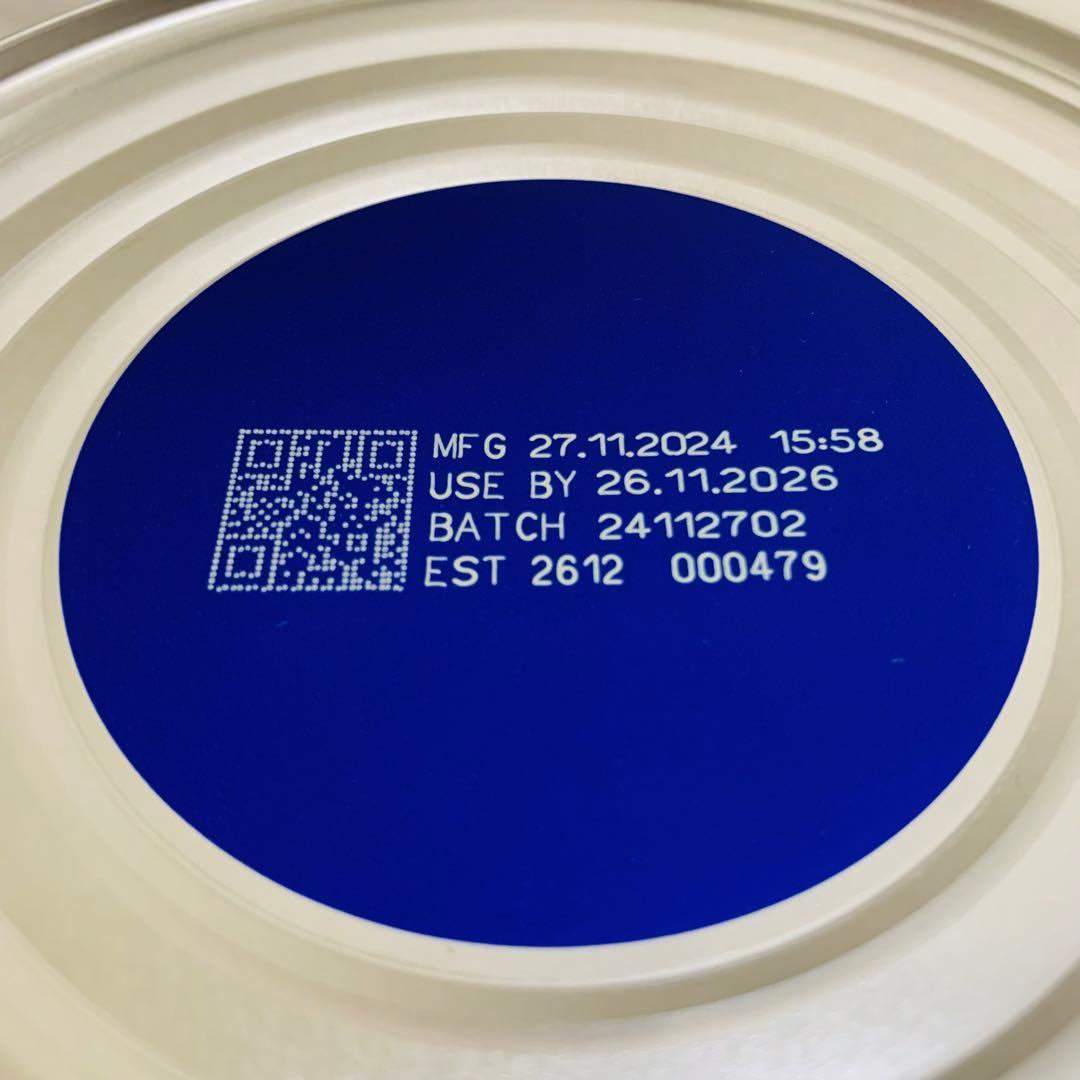 MFG 27.11.2024 15:58
USE BY 26.11.2026
BATCH 24112702
EST 2612 000479